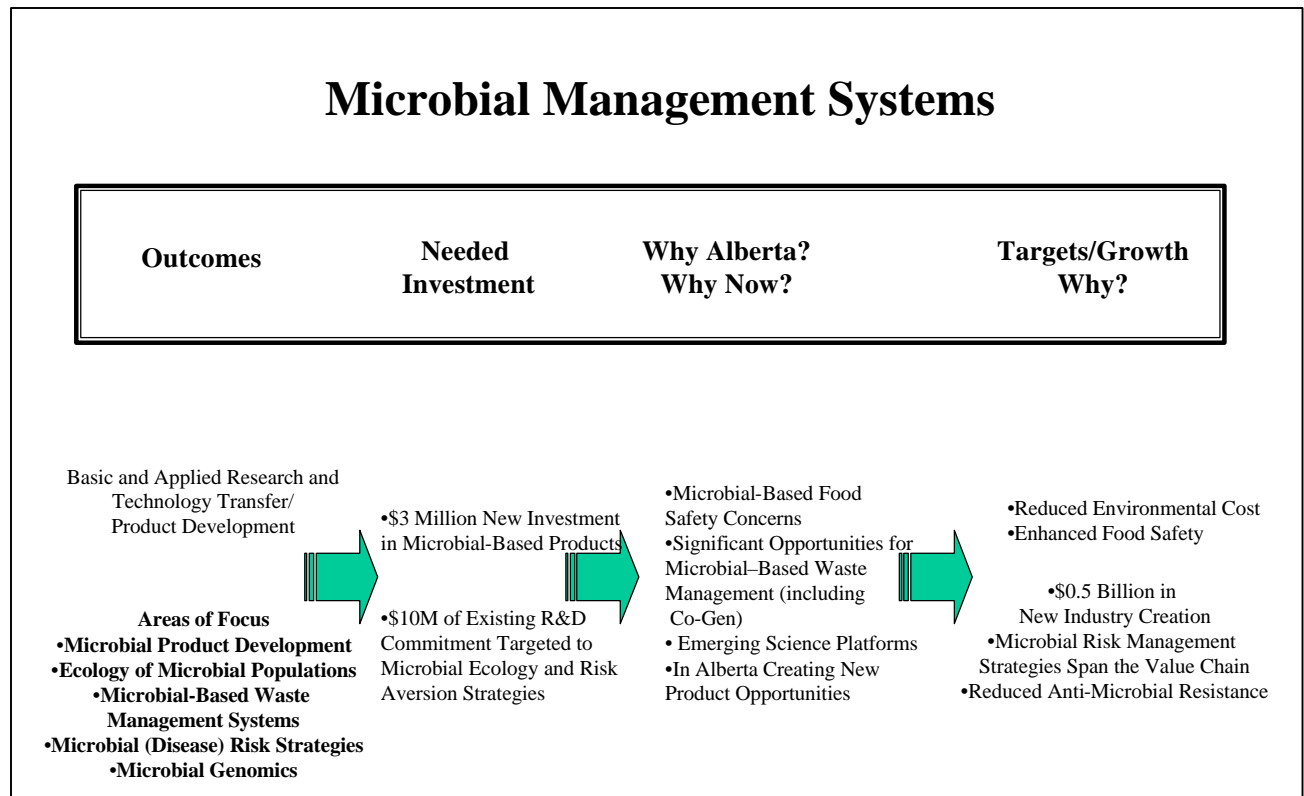 Microbial Management Systems
Outcomes
Needed
Investment
Why Alberta?
Why Now?
Targets/Growth
Why?
Basic and Applied Research and
Technology Transfer/
Product Development
Areas of Focus
•Microbial Product Development
•Ecology of Microbial Populations
•Microbial-Based Waste
Management Systems
•Microbial (Disease) Risk Strategies
•Microbial Genomics
•$3 Million New Investment
in Microbial-Based Products
•$10M of Existing R&D
Commitment Targeted to
Microbial Ecology and Risk
Aversion Strategies
•Microbial-Based Food
Safety Concerns
•Significant Opportunities for
Microbial–Based Waste
Management (including
Co-Gen)
• Emerging Science Platforms
•In Alberta Creating New
Product Opportunities
•Reduced Environmental Cost
•Enhanced Food Safety
•$0.5 Billion in
New Industry Creation
•Microbial Risk Management
Strategies Span the Value Chain
•Reduced Anti-Microbial Resistance